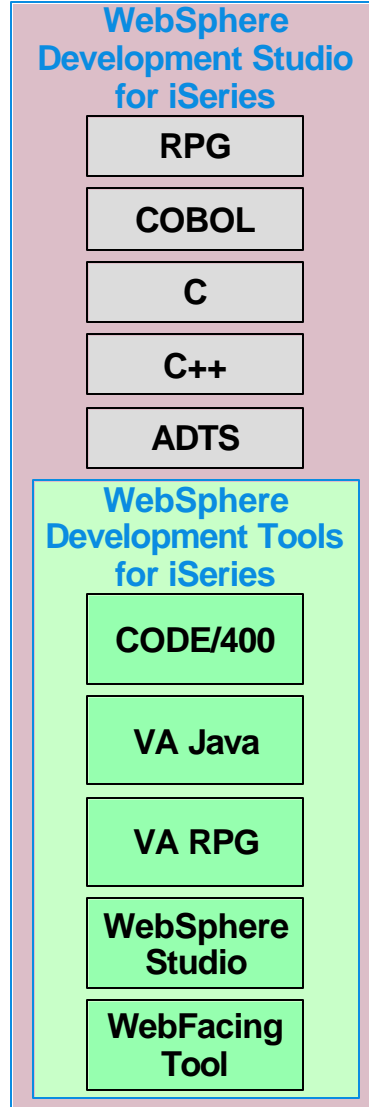 WebSphere
Development Studio
for iSeries
RPG
COBOL
C
C++
ADTS
WebSphere
Development Tools
for iSeries
CODE/400
VA Java
VA RPG
WebSphere
Studio
WebFacing
Tool